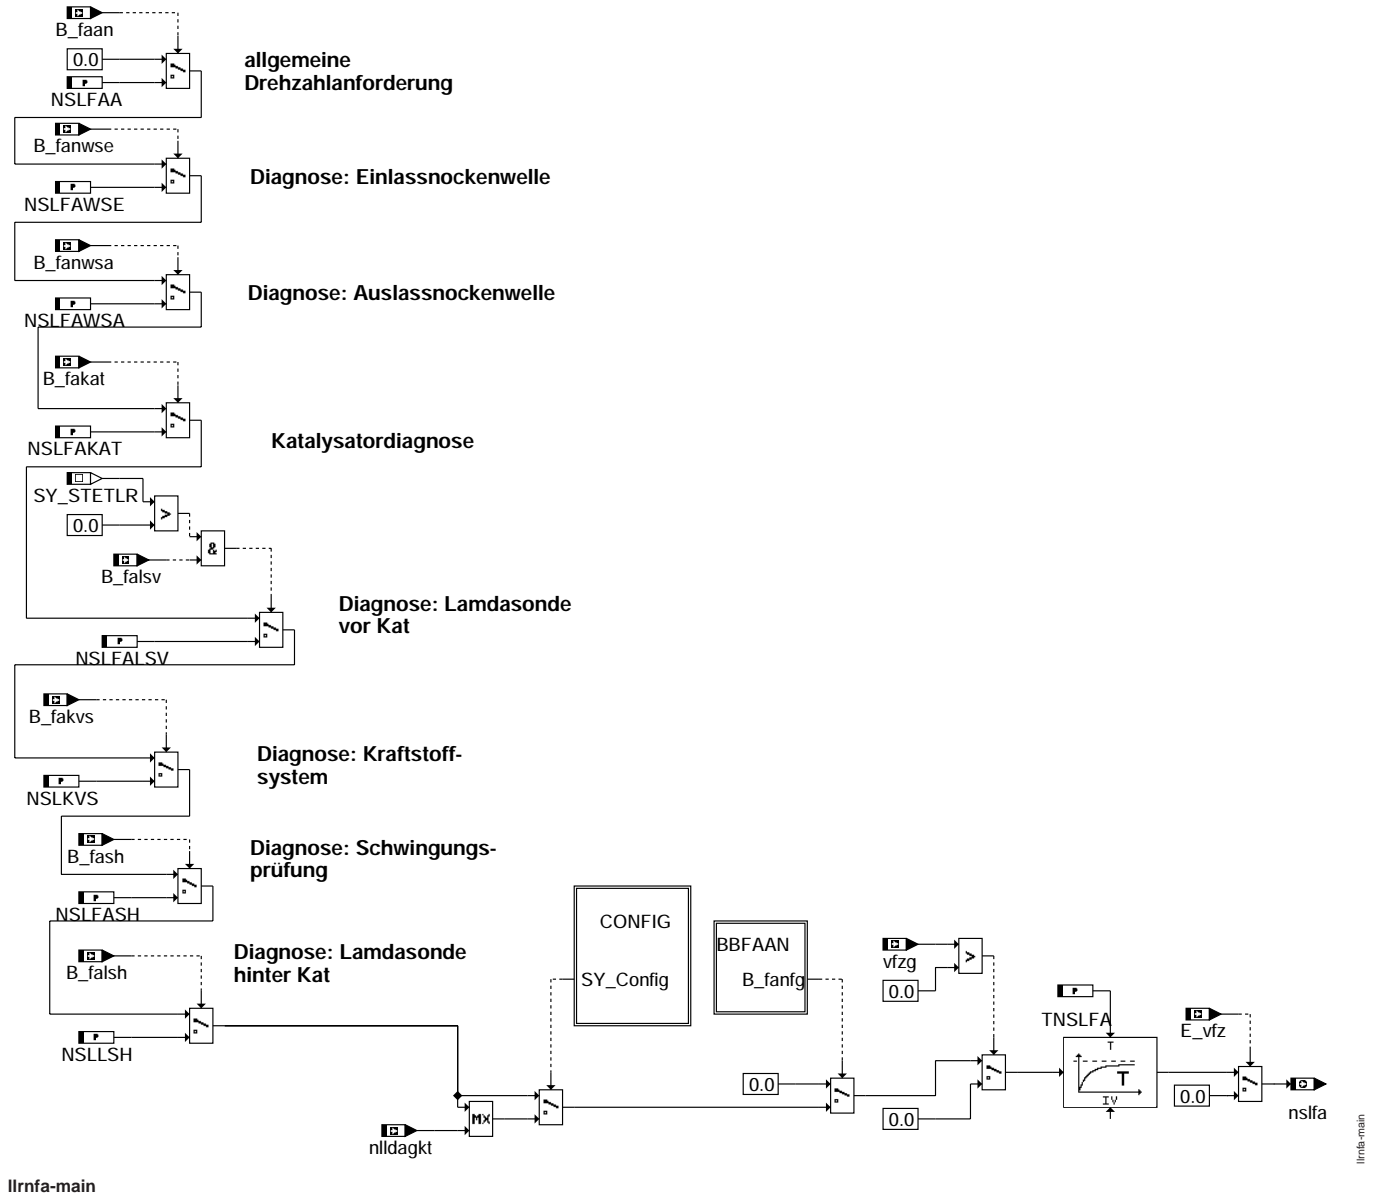 B_faan
0.0
NSLFAA
allgemeine
Drehzahlanforderung
B_fanwse
NSLFAWSE
Diagnose: Einlassnockenwelle
B_fanwsa
NSLFAWSA
Diagnose: Auslassnockenwelle
B_fakat
NSLFAKAT
Katalysatordiagnose
SY_STETLR
0.0
>
&
B_falsv
NSLFALSV
Diagnose: Lamdasonde
vor Kat
B_fakvs
NSLKVS
Diagnose: Kraftstoff-
system
B_fash
NSLFASH
Diagnose: Schwingungs-
prüfung
B_falsh
NSLLSH
Diagnose: Lamdasonde
hinter Kat
CONFIG
SY_Config
BBFAAN
B_fanfg
MX
nlldagkt
0.0
vfzg
0.0
>
0.0
TNSLFA
T
T
IV
E_vfz
0.0
nslfa
llrnfa-main
llrnfa-main